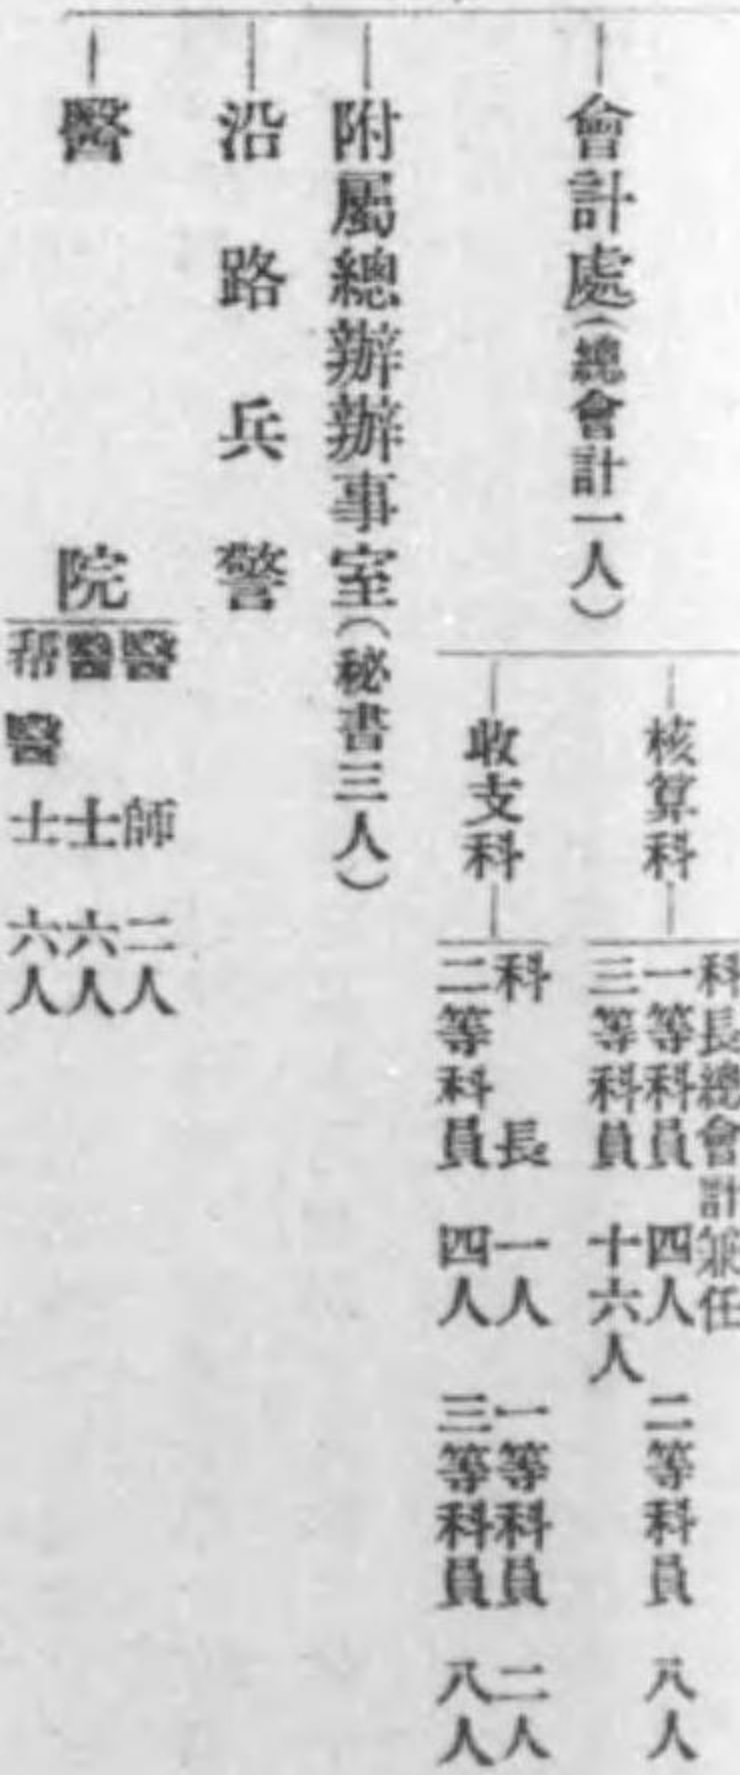 會計處（總會計一人）
核算科
科長總會計兼任
一等科員 四人 二等科員 八人
三等科員 十六人
收支科
科長 一人 一等科員 二人
二等科員 四人 三等科員 八人
附屬總辦辦事室（秘書三人）
沿路兵警
醫院
醫師 二人
醫士 六人
帮醫士 六人